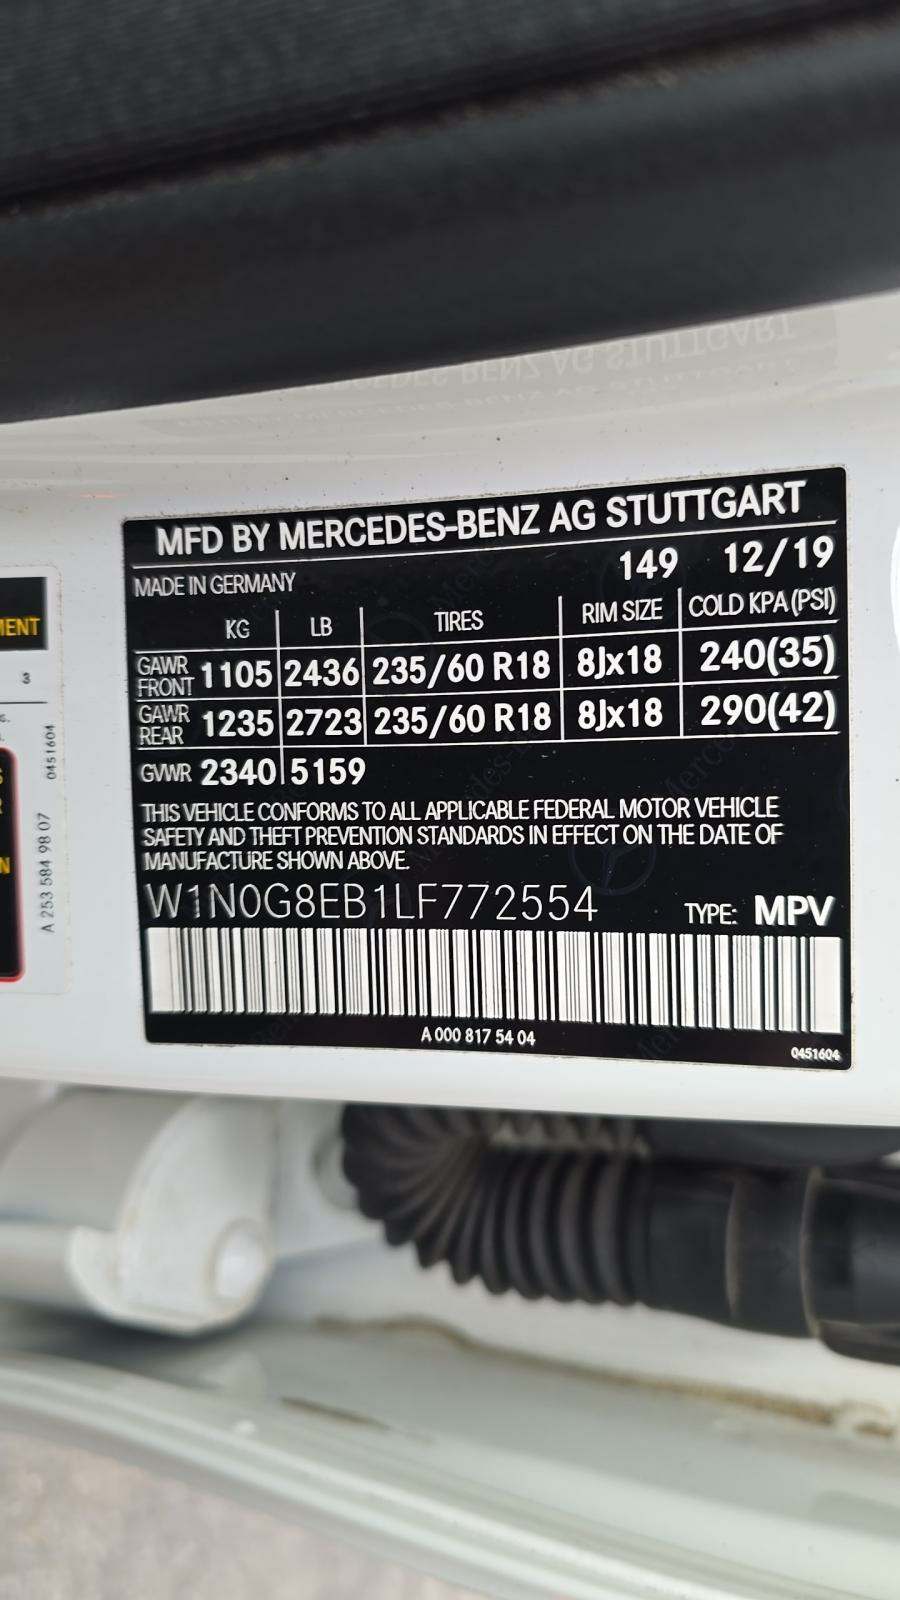 MFD BY MERCEDES-BENZ AG STUTTGART
MADE IN GERMANY 149 12/19
KG LB TIRES RIM SIZE COLD KPA(PSI)
GAWR FRONT 1105 2436 235/60 R18 8Jx18 240(35)
GAWR REAR 1235 2723 235/60 R18 8Jx18 290(42)
GVWR 2340 5159
THIS VEHICLE CONFORMS TO ALL APPLICABLE FEDERAL MOTOR VEHICLE
SAFETY AND THEFT PREVENTION STANDARDS IN EFFECT ON THE DATE OF
MANUFACTURE SHOWN ABOVE.
W1N0G8EB1LF772554 TYPE: MPV
A 000 817 54 04
0451604
3
0451604
A 253 584 98 07